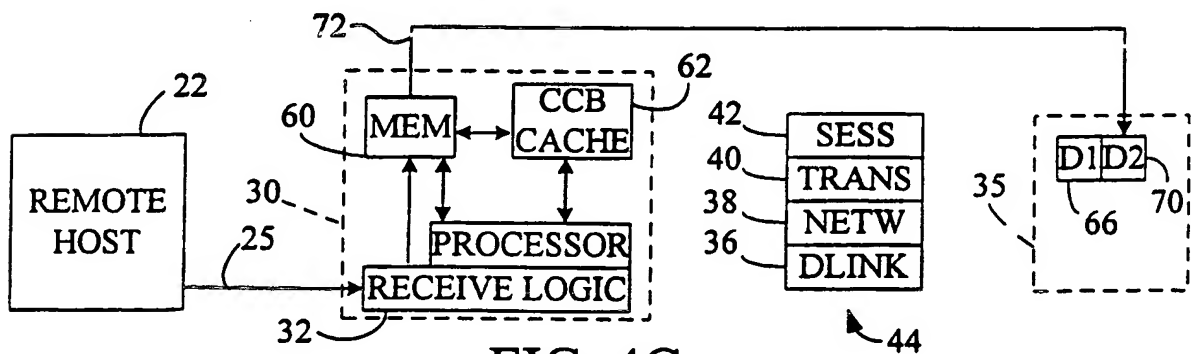 72
22
62
60
MEM
CCB
CACHE
42
SESS
D1 D2
40
TRANS
REMOTE
HOST
30
35
66
70
38
NETW
25
PROCESSOR
36
DLINK
RECEIVE LOGIC
32
44